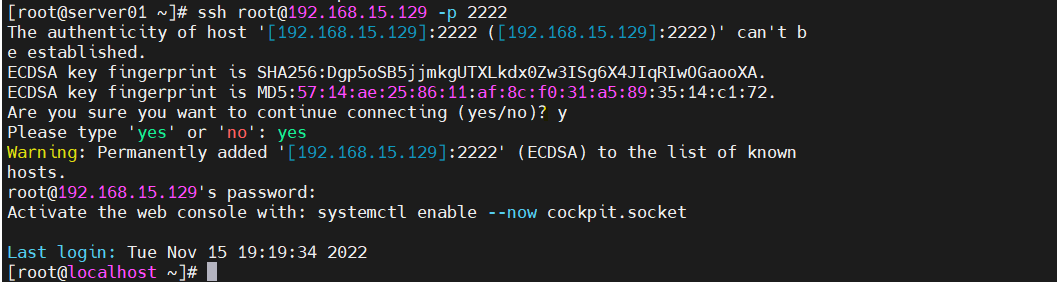 [root@server01 ~]# ssh root@192.168.15.129 -p 2222
The authenticity of host '[192.168.15.129]:2222 ([192.168.15.129]:2222)' can't b
e established.
ECDSA key fingerprint is SHA256:Dgp5oSB5jjmkgUTXLkdx0Zw3ISg6X4JIqRIwOGaooXA.
ECDSA key fingerprint is MD5:57:14:ae:25:86:11:af:8c:f0:31:a5:89:35:14:c1:72.
Are you sure you want to continue connecting (yes/no)? y
Please type 'yes' or 'no': yes
Warning: Permanently added '[192.168.15.129]:2222' (ECDSA) to the list of known
hosts.
root@192.168.15.129's password:
Activate the web console with: systemctl enable --now cockpit.socket
Last login: Tue Nov 15 19:19:34 2022
[root@localhost ~]#